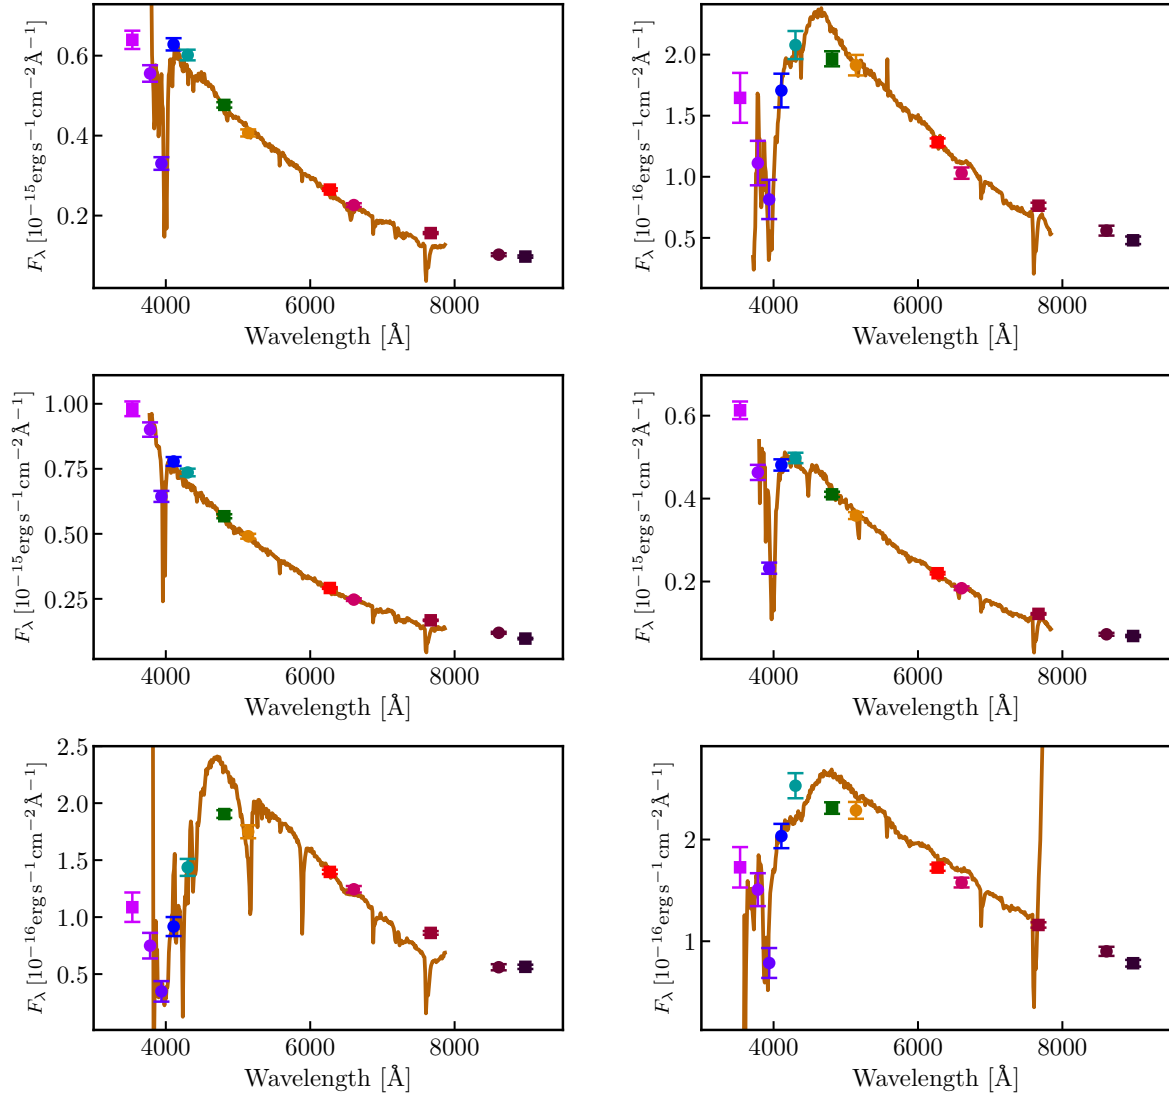 0.6
0.4
0.2
F_λ [10^−15 erg s^−1 cm^−2 Å^−1]
4000 6000 8000
Wavelength [Å]
2.0
1.5
1.0
0.5
F_λ [10^−16 erg s^−1 cm^−2 Å^−1]
4000 6000 8000
Wavelength [Å]
1.00
0.75
0.50
0.25
F_λ [10^−15 erg s^−1 cm^−2 Å^−1]
4000 6000 8000
Wavelength [Å]
0.6
0.4
0.2
F_λ [10^−15 erg s^−1 cm^−2 Å^−1]
4000 6000 8000
Wavelength [Å]
2.5
2.0
1.5
1.0
0.5
F_λ [10^−16 erg s^−1 cm^−2 Å^−1]
4000 6000 8000
Wavelength [Å]
2
1
F_λ [10^−16 erg s^−1 cm^−2 Å^−1]
4000 6000 8000
Wavelength [Å]